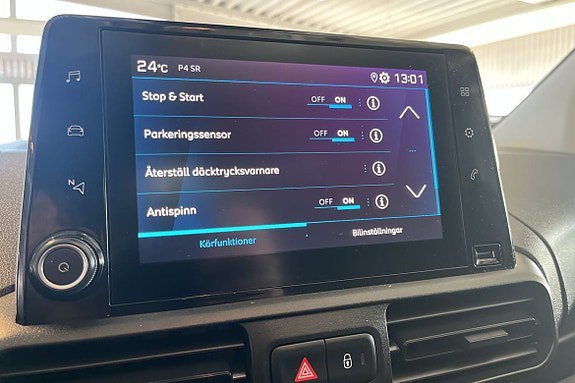 24°C P4 SR 13:01
Stop & Start OFF ON
Parkeringssensor OFF ON
Återställ däcktrycksvarnare
Antispinn OFF ON
Körfunktioner Bilinställningar
N